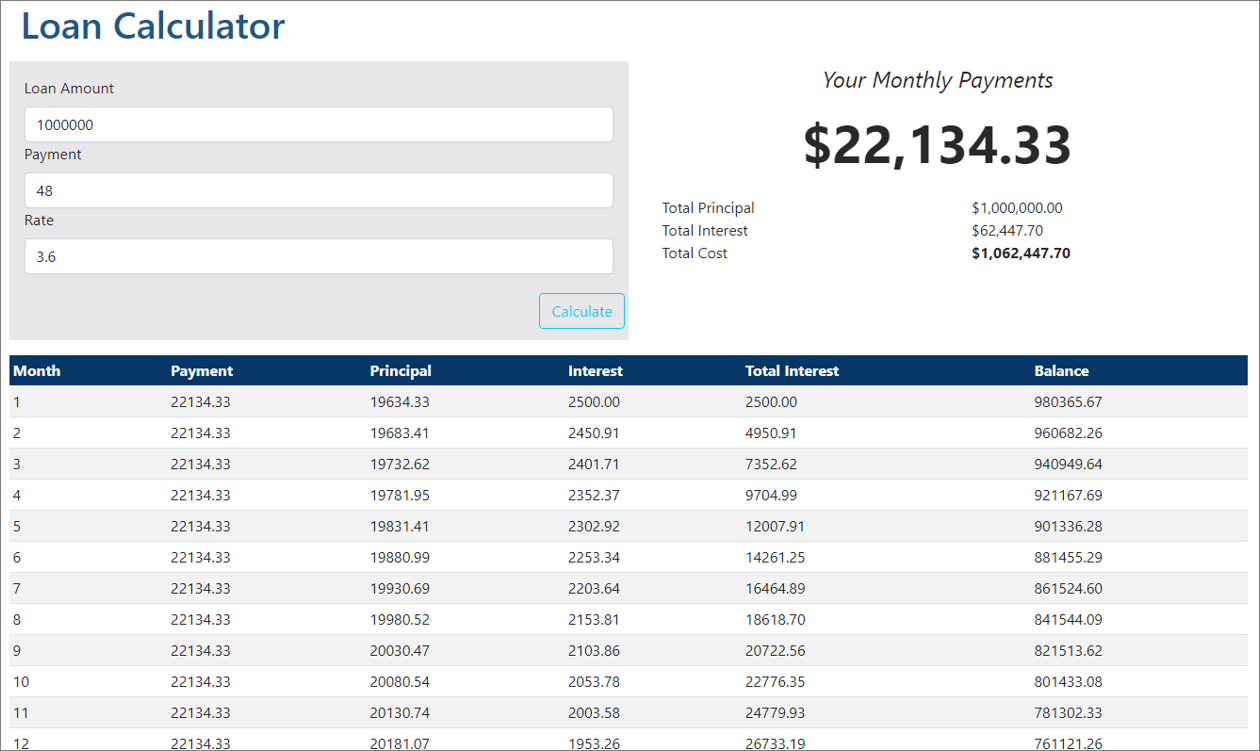 Loan Calculator
Loan Amount
1000000
Payment
48
Rate
3.6
Calculate
Your Monthly Payments
$22,134.33
Total Principal $1,000,000.00
Total Interest $62,447.70
Total Cost $1,062,447.70
Month Payment Principal Interest Total Interest Balance
1 22134.33 19634.33 2500.00 2500.00 980365.67
2 22134.33 19683.41 2450.91 4950.91 960682.26
3 22134.33 19732.62 2401.71 7352.62 940949.64
4 22134.33 19781.95 2352.37 9704.99 921167.69
5 22134.33 19831.41 2302.92 12007.91 901336.28
6 22134.33 19880.99 2253.34 14261.25 881455.29
7 22134.33 19930.69 2203.64 16464.89 861524.60
8 22134.33 19980.52 2153.81 18618.70 841544.09
9 22134.33 20030.47 2103.86 20722.56 821513.62
10 22134.33 20080.54 2053.78 22776.35 801433.08
11 22134.33 20130.74 2003.58 24779.93 781302.33
12 22134.33 20181.07 1953.26 26733.19 761121.26